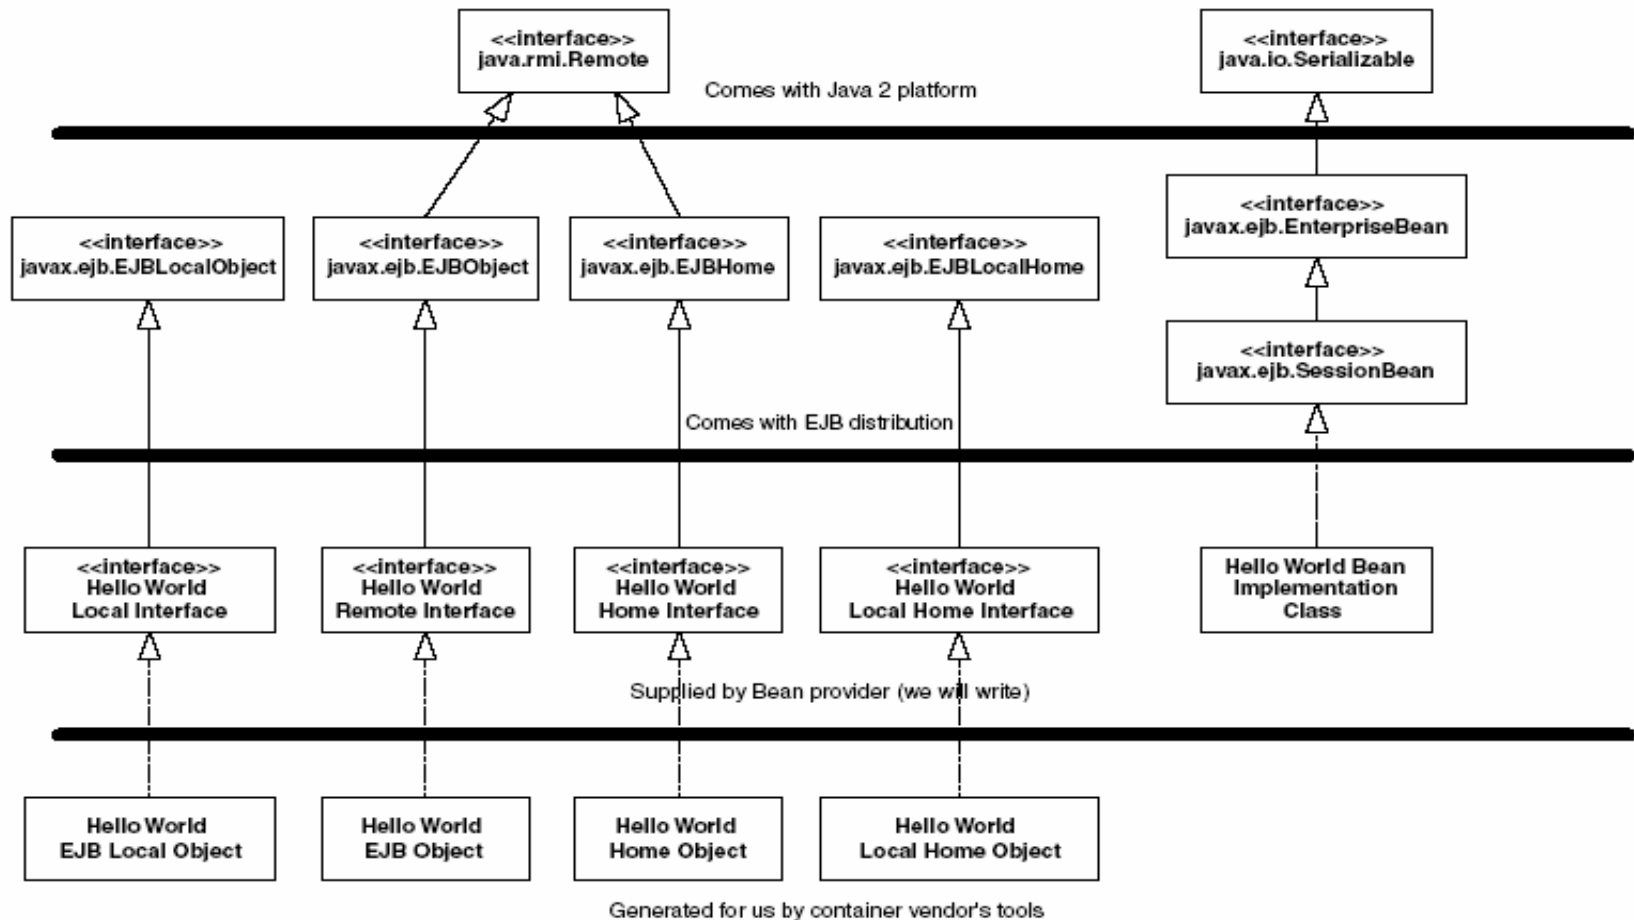 <<interface>>
java.rmi.Remote
<<interface>>
java.io.Serializable
Comes with Java 2 platform
<<interface>>
javax.ejb.EJBLocalObject
<<interface>>
javax.ejb.EJBObject
<<interface>>
javax.ejb.EJBHome
<<interface>>
javax.ejb.EJBLocalHome
<<interface>>
javax.ejb.EnterpriseBean
<<interface>>
javax.ejb.SessionBean
Comes with EJB distribution
<<interface>>
Hello World
Local Interface
<<interface>>
Hello World
Remote Interface
<<interface>>
Hello World
Home Interface
<<interface>>
Hello World
Local Home Interface
Hello World Bean
Implementation
Class
Supplied by Bean provider (we will write)
Hello World
EJB Local Object
Hello World
EJB Object
Hello World
Home Object
Hello World
Local Home Object
Generated for us by container vendor's tools